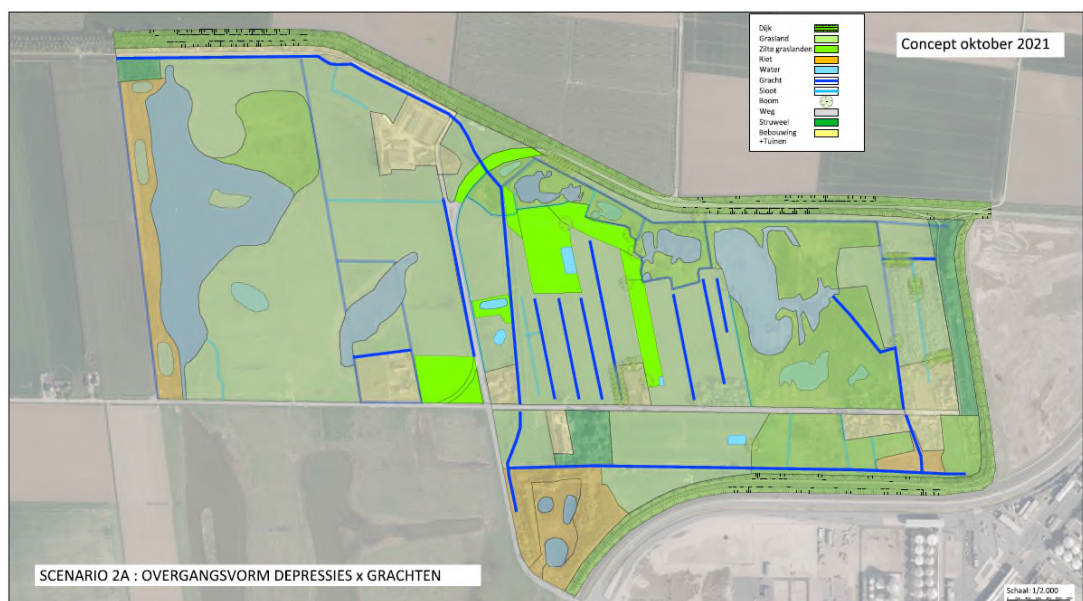 Concept oktober 2021
Dijk
Grasland
Zilte graslanden
Riet
Water
Gracht
Sloot
Boom
Weg
Struweel
Bebouwing
+Tuinen
SCENARIO 2A : OVERGANGSVORM DEPRESSIES x GRACHTEN
Schaal: 1/2.000